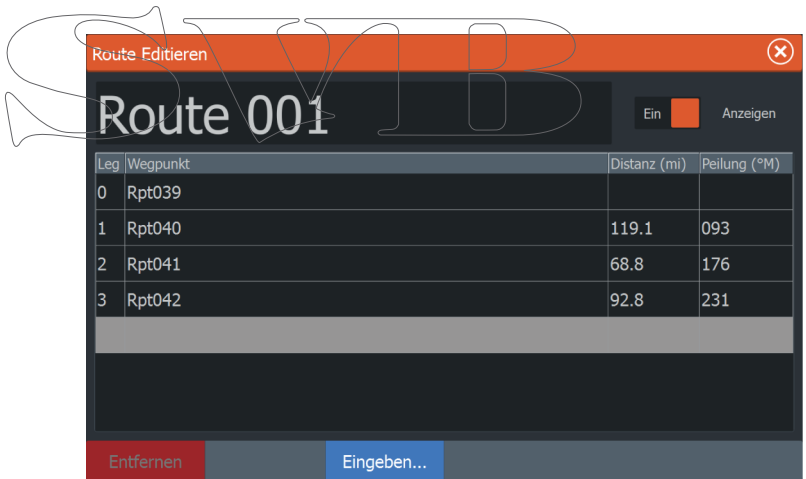 SVB
Route Editieren
Route 001
Ein Anzeigen
Leg Wegpunkt Distanz (mi) Peilung (°M)
0 Rpt039
1 Rpt040 119.1 093
2 Rpt041 68.8 176
3 Rpt042 92.8 231
Entfernen Eingeben...